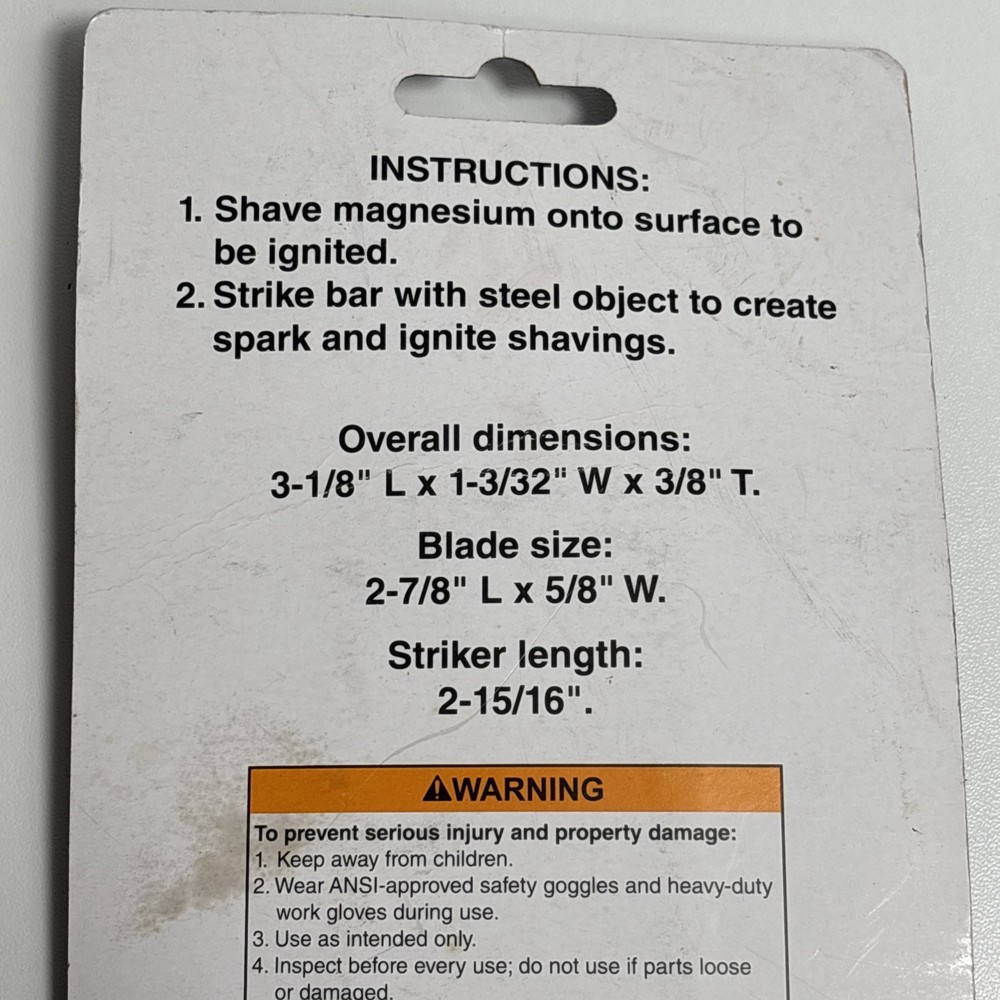 INSTRUCTIONS:
1. Shave magnesium onto surface to
be ignited.
2. Strike bar with steel object to create
spark and ignite shavings.
Overall dimensions:
3-1/8" L x 1-3/32" W x 3/8" T.
Blade size:
2-7/8" L x 5/8" W.
Striker length:
2-15/16".
WARNING
To prevent serious injury and property damage:
1. Keep away from children.
2. Wear ANSI-approved safety goggles and heavy-duty
work gloves during use.
3. Use as intended only.
4. Inspect before every use; do not use if parts loose
or damaged.